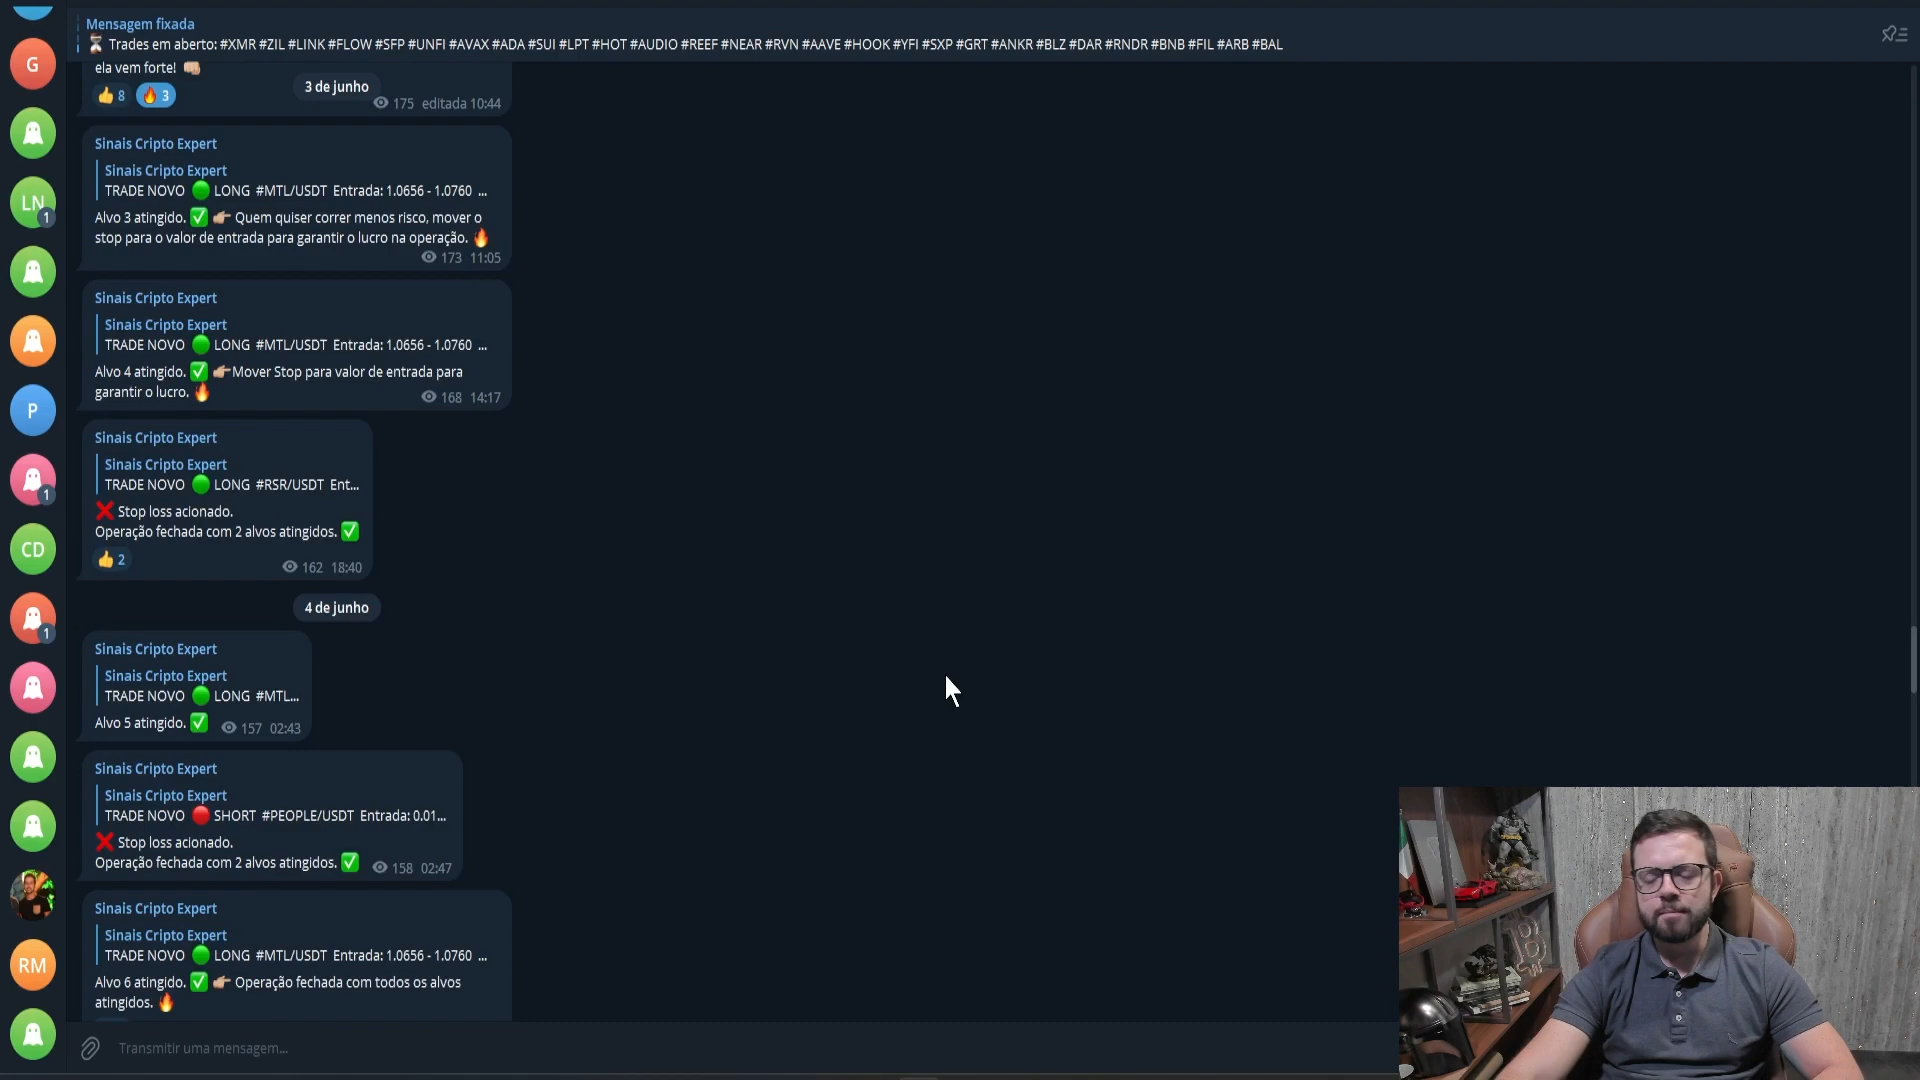 Mensagem fixada
⏳ Trades em aberto: #XMR #ZIL #LINK #FLOW #SFP #UNFI #AVAX #ADA #SUI #LPT #HOT #AUDIO #REEF #NEAR #RVN #AAVE #HOOK #YFI #SXP #GRT #ANKR #BLZ #DAR #RNDR #BNB #FIL #ARB #BAL
ela vem forte! 👊🏼
3 de junho
👍 8 🔥 3
175 editada 10:44
Sinais Cripto Expert
Sinais Cripto Expert
TRADE NOVO 🟢 LONG #MTL/USDT Entrada: 1.0656 - 1.0760 ...
Alvo 3 atingido. ✅ 👉🏼 Quem quiser correr menos risco, mover o
stop para o valor de entrada para garantir o lucro na operação. 🔥
173 11:05
Sinais Cripto Expert
Sinais Cripto Expert
TRADE NOVO 🟢 LONG #MTL/USDT Entrada: 1.0656 - 1.0760 ...
Alvo 4 atingido. ✅ 👉🏼Mover Stop para valor de entrada para
garantir o lucro. 🔥
168 14:17
Sinais Cripto Expert
Sinais Cripto Expert
TRADE NOVO 🟢 LONG #RSR/USDT Ent...
❌ Stop loss acionado.
Operação fechada com 2 alvos atingidos. ✅
👍 2
162 18:40
4 de junho
Sinais Cripto Expert
Sinais Cripto Expert
TRADE NOVO 🟢 LONG #MTL...
Alvo 5 atingido. ✅ 157 02:43
Sinais Cripto Expert
Sinais Cripto Expert
TRADE NOVO 🔴 SHORT #PEOPLE/USDT Entrada: 0.01...
❌ Stop loss acionado.
Operação fechada com 2 alvos atingidos. ✅ 158 02:47
Sinais Cripto Expert
Sinais Cripto Expert
TRADE NOVO 🟢 LONG #MTL/USDT Entrada: 1.0656 - 1.0760 ...
Alvo 6 atingido. ✅ 👉🏼 Operação fechada com todos os alvos
atingidos. 🔥
Transmitir uma mensagem...
G
LN
1
P
1
CD
1
RM